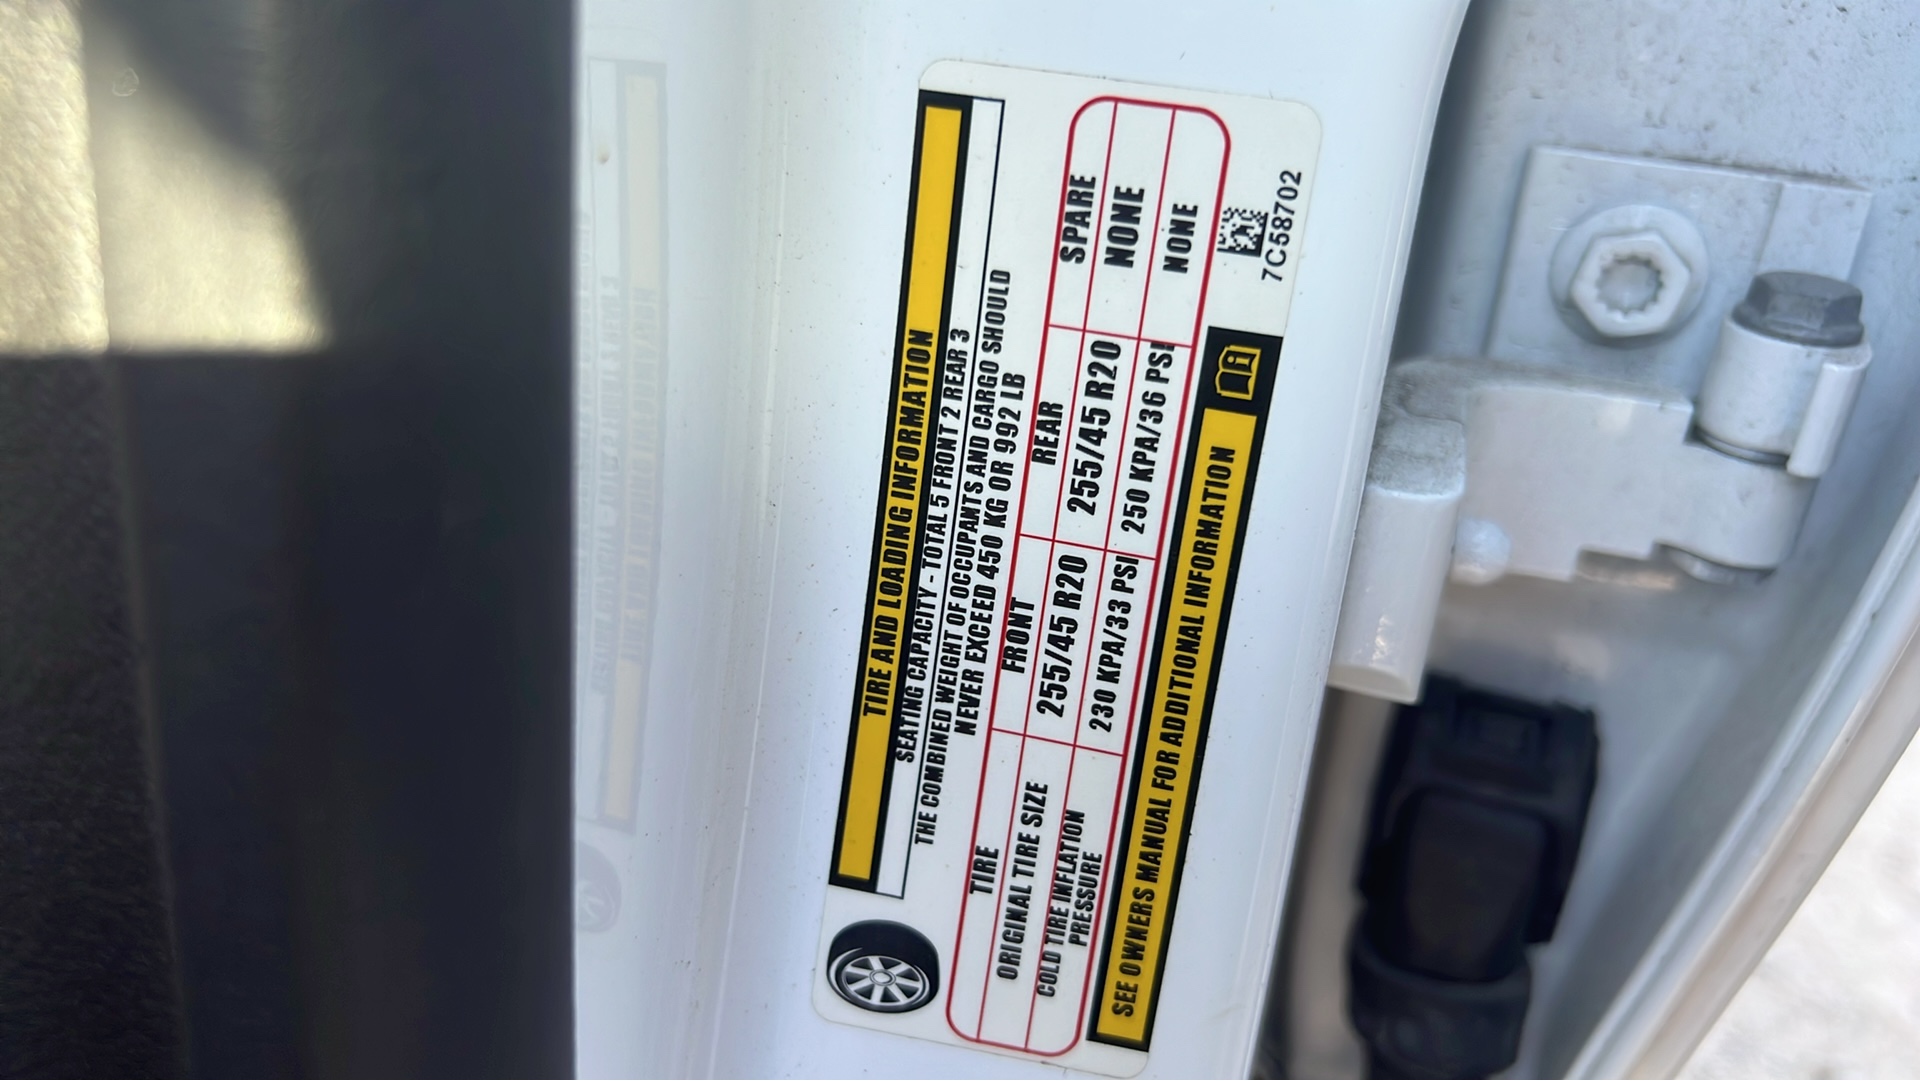 TIRE AND LOADING INFORMATION
SEATING CAPACITY - TOTAL 5 FRONT 2 REAR 3
THE COMBINED WEIGHT OF OCCUPANTS AND CARGO SHOULD
NEVER EXCEED 450 KG OR 992 LB
TIRE FRONT REAR SPARE
ORIGINAL TIRE SIZE 255/45 R20 255/45 R20 NONE
COLD TIRE INFLATION PRESSURE 230 KPA/33 PSI 250 KPA/36 PSI NONE
SEE OWNERS MANUAL FOR ADDITIONAL INFORMATION
7C588702